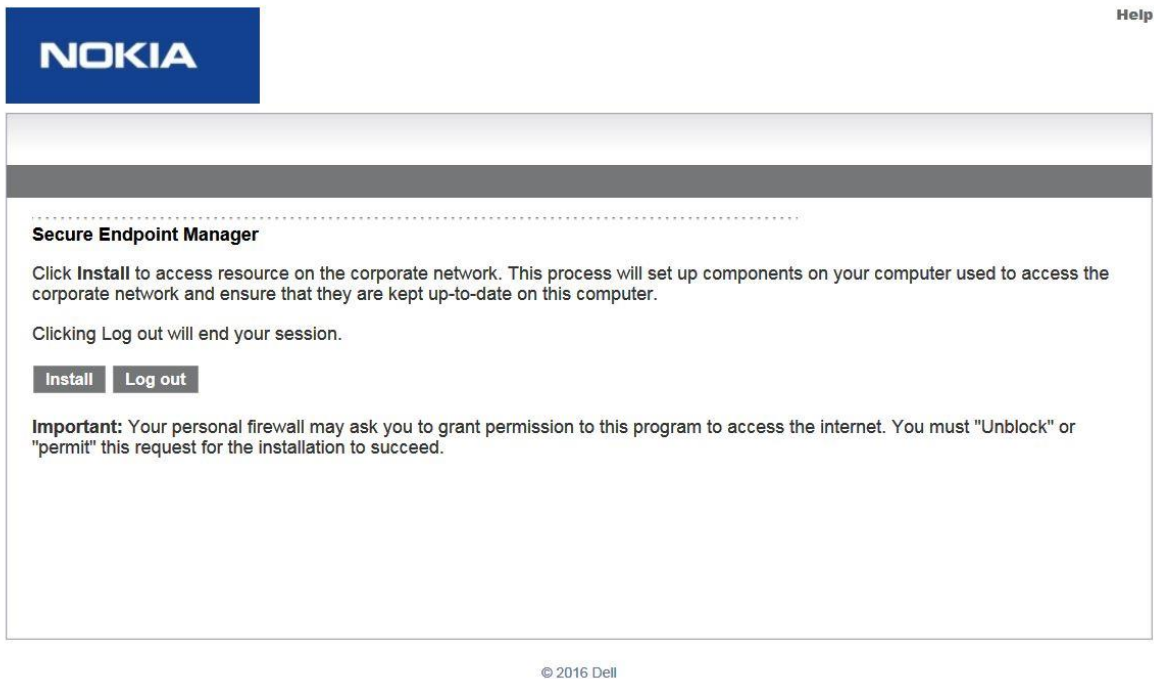 Help
NOKIA
Secure Endpoint Manager
Click Install to access resource on the corporate network. This process will set up components on your computer used to access the
corporate network and ensure that they are kept up-to-date on this computer.
Clicking Log out will end your session.
Install Log out
Important: Your personal firewall may ask you to grant permission to this program to access the internet. You must "Unblock" or
"permit" this request for the installation to succeed.
© 2016 Dell